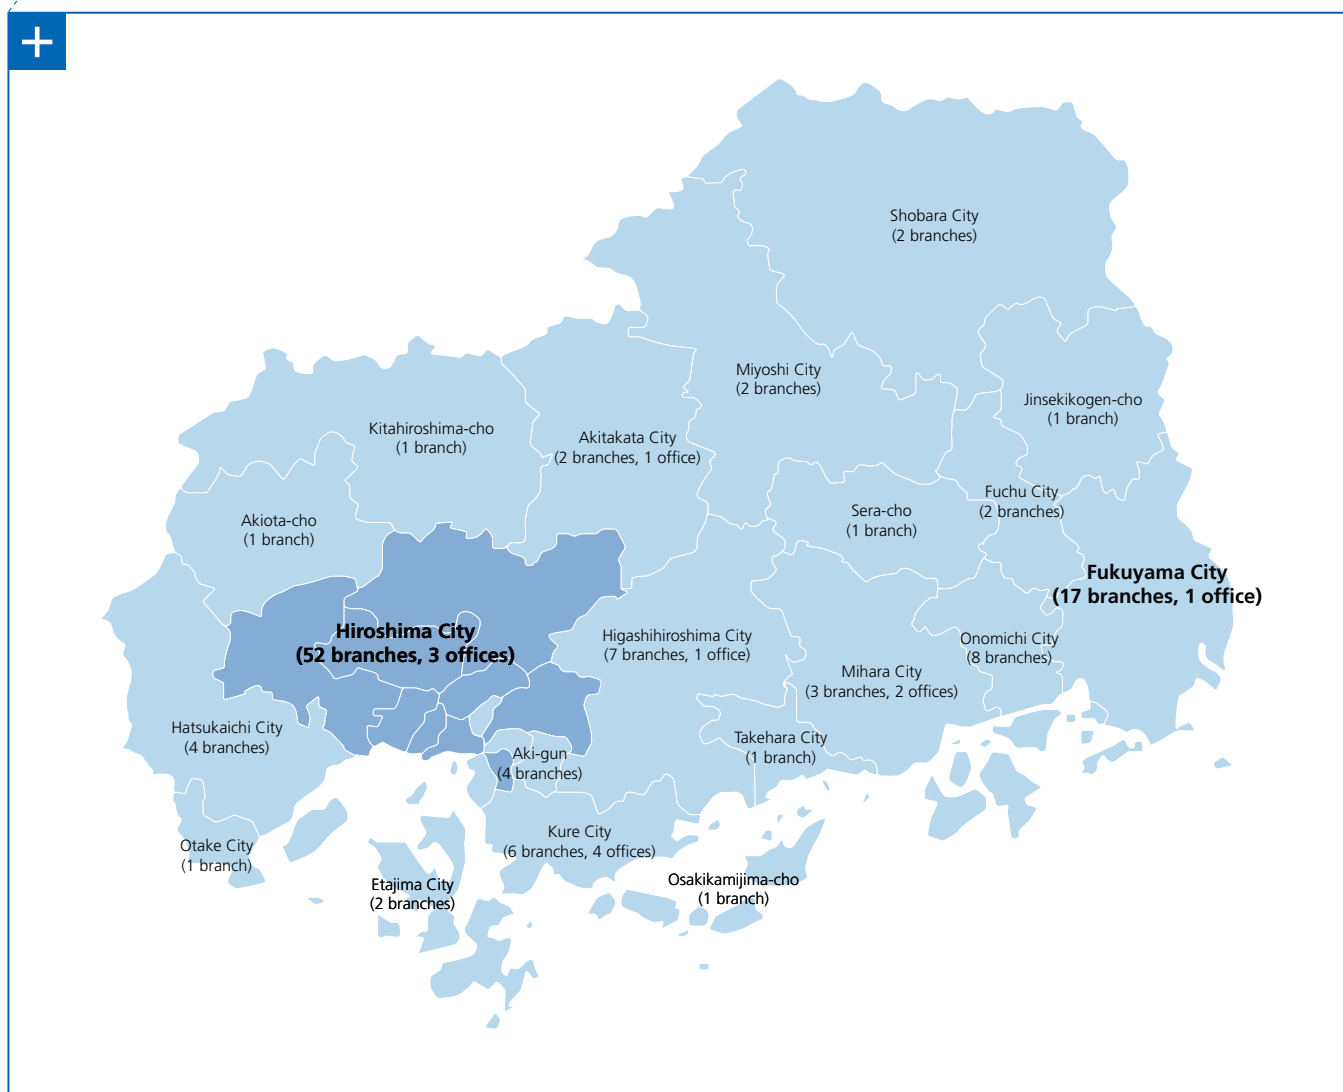 Shobara City
(2 branches)
Miyoshi City
(2 branches)
Jinsekikogen-cho
(1 branch)
Kitahiroshima-cho
(1 branch)
Akitakata City
(2 branches, 1 office)
Akiota-cho
(1 branch)
Sera-cho
(1 branch)
Fuchu City
(2 branches)
Fukuyama City
(17 branches, 1 office)
Hiroshima City
(52 branches, 3 offices)
Higashihiroshima City
(7 branches, 1 office)
Onomichi City
(8 branches)
Mihara City
(3 branches, 2 offices)
Hatsukaichi City
(4 branches)
Takehara City
(1 branch)
Aki-gun
(4 branches)
Otake City
(1 branch)
Kure City
(6 branches, 4 offices)
Etajima City
(2 branches)
Osakikamijima-cho
(1 branch)